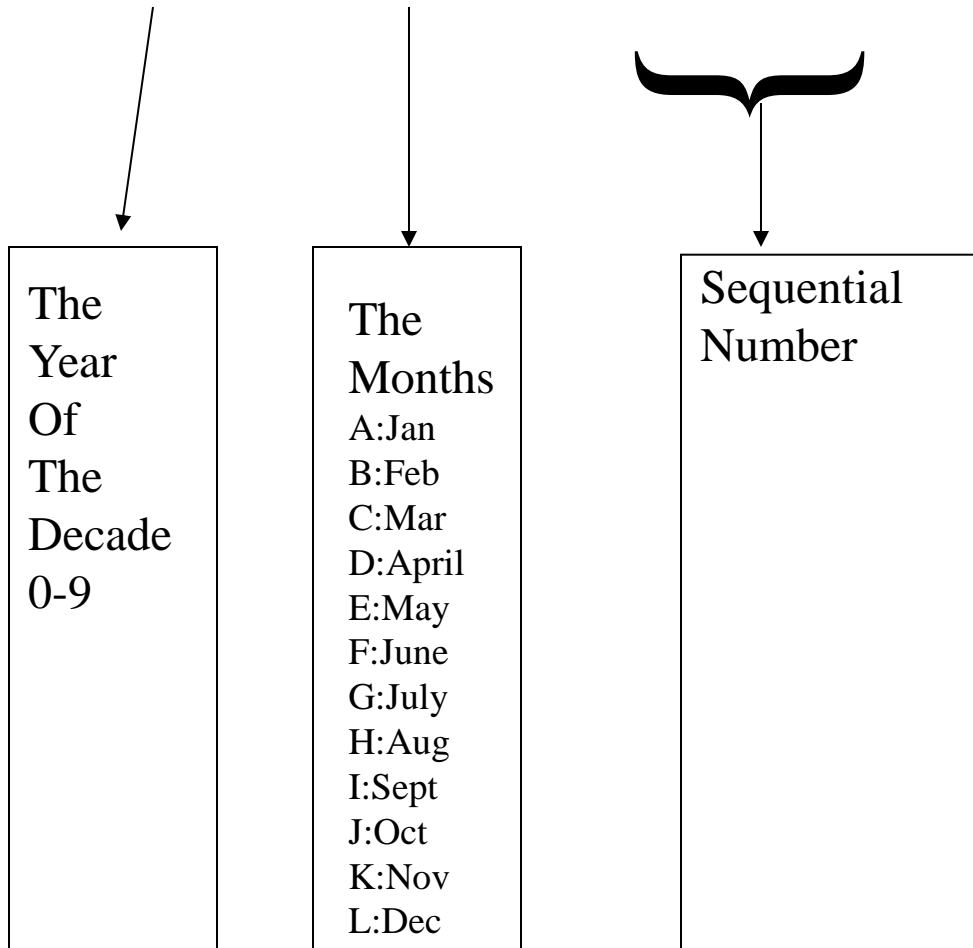 The
Year
Of
The
Decade
0-9
The
Months
A:Jan
B:Feb
C:Mar
D:April
E:May
F:June
G:July
H:Aug
I:Sept
J:Oct
K:Nov
L:Dec
Sequential
Number